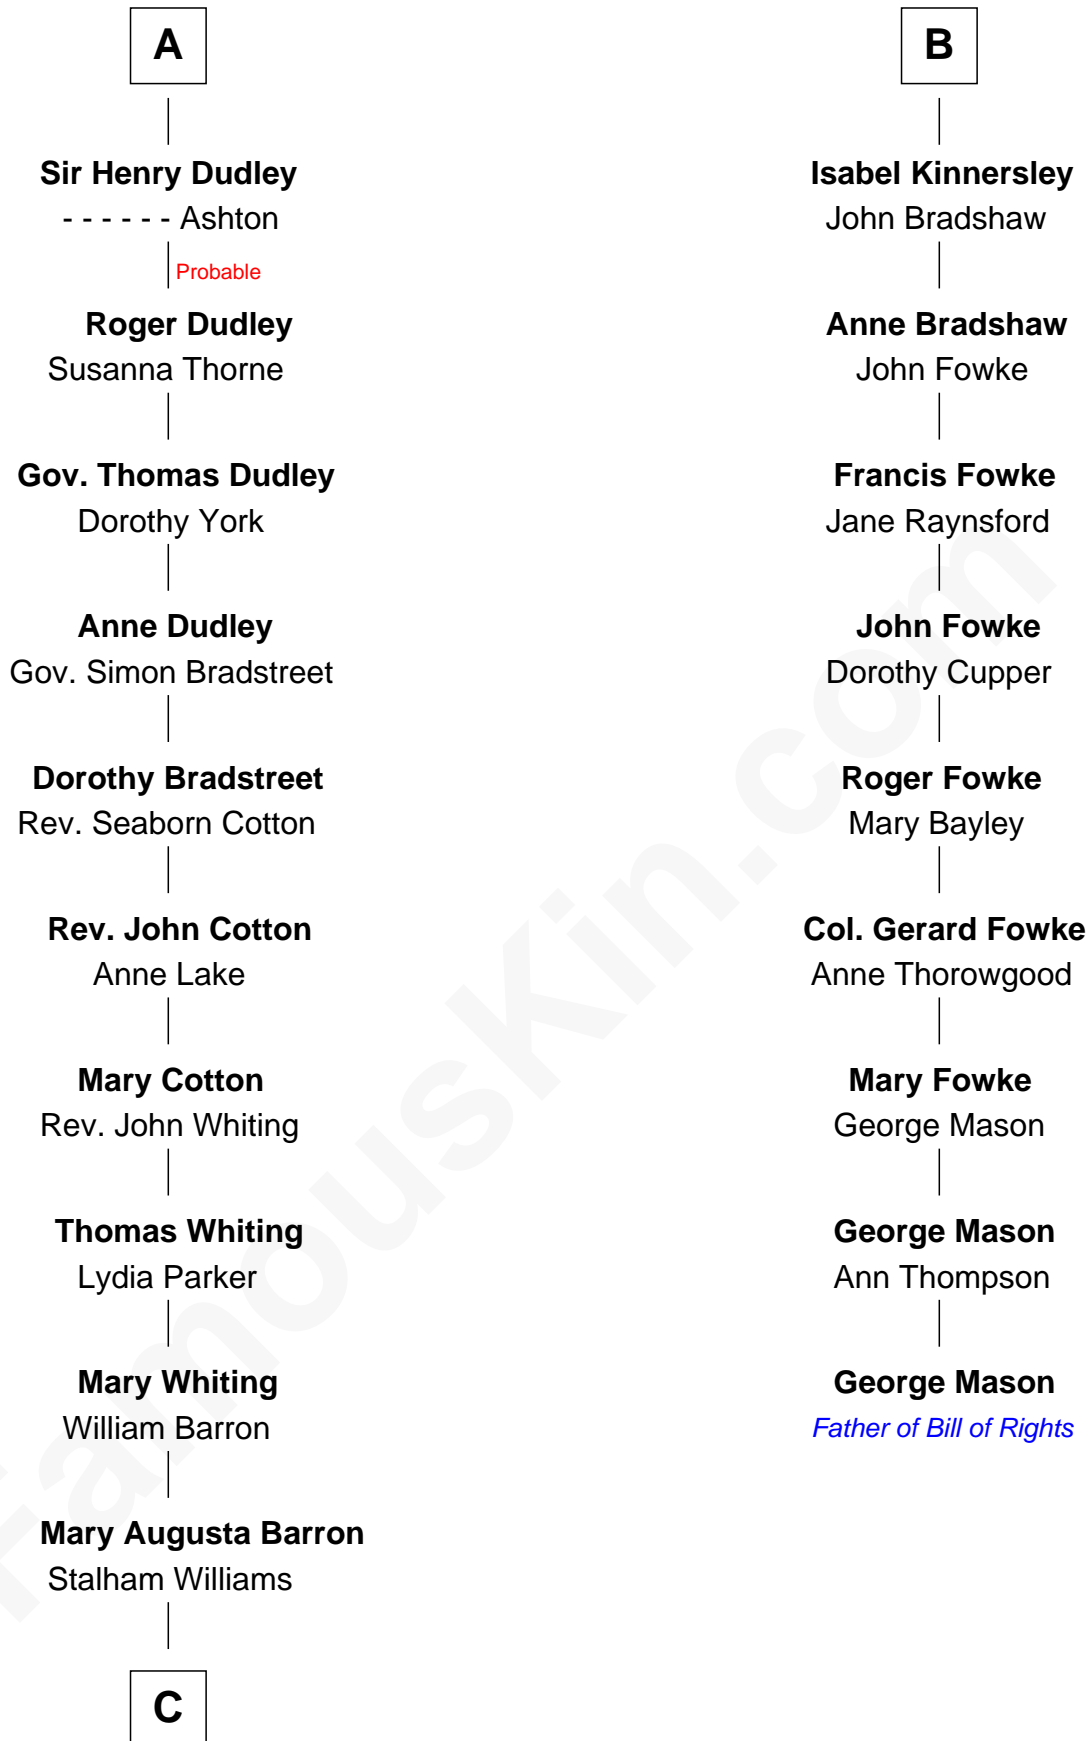 A
Sir Henry Dudley
- - - - - - Ashton
Probable
Roger Dudley
Susanna Thorne
Gov. Thomas Dudley
Dorothy York
Anne Dudley
Gov. Simon Bradstreet
Dorothy Bradstreet
Rev. Seaborn Cotton
Rev. John Cotton
Anne Lake
Mary Cotton
Rev. John Whiting
Thomas Whiting
Lydia Parker
Mary Whiting
William Barron
Mary Augusta Barron
Stalham Williams
C
B
Isabel Kinnersley
John Bradshaw
Anne Bradshaw
John Fowke
Francis Fowke
Jane Raynsford
John Fowke
Dorothy Cupper
Roger Fowke
Mary Bayley
Col. Gerard Fowke
Anne Thorowgood
Mary Fowke
George Mason
George Mason
Ann Thompson
George Mason
Father of Bill of Rights
FamousKin.com